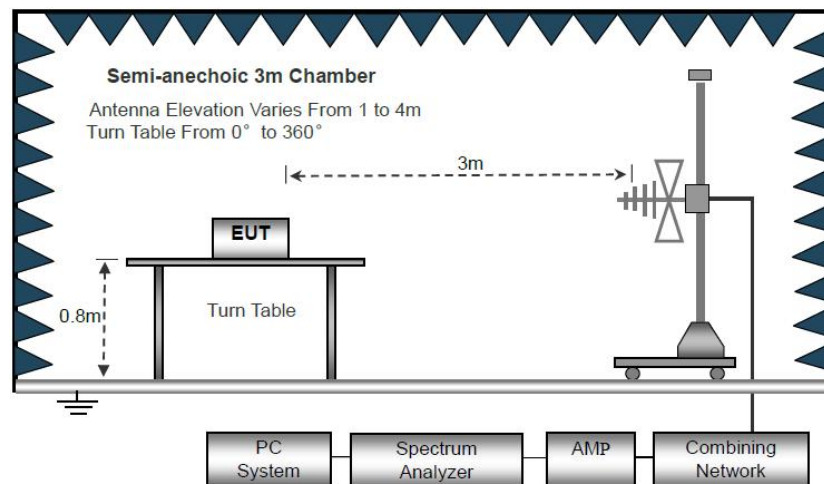 Semi-anechoic 3m Chamber
Antenna Elevation Varies From 1 to 4m
Turn Table From 0° to 360°
3m
EUT
0.8m
Turn Table
PC
System
Spectrum
Analyzer
AMP
Combining
Network